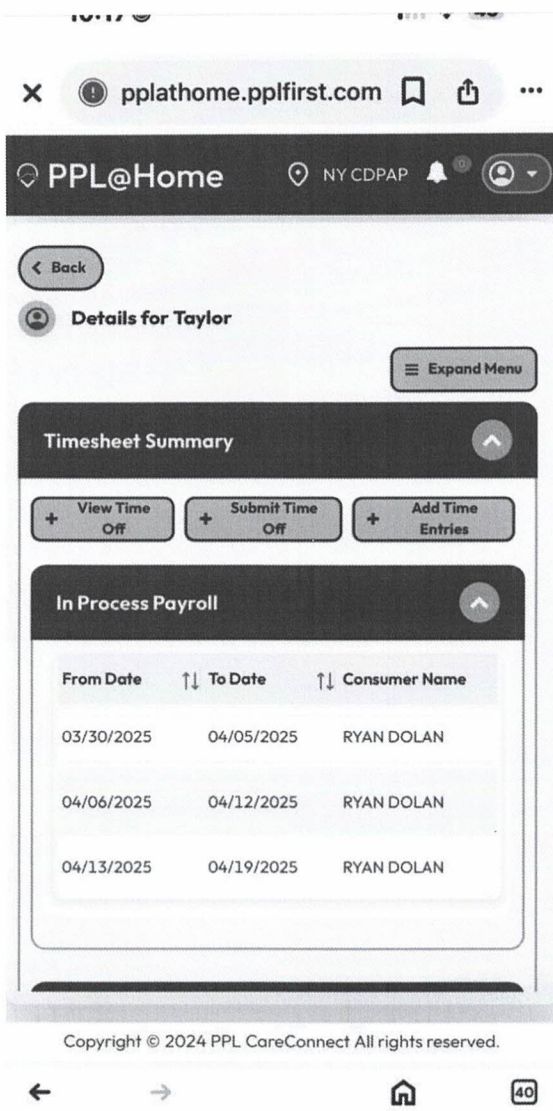 pplathome.pplfirst.com
PPL@Home NY CDPAP 0
Back
Details for Taylor
Expand Menu
Timesheet Summary
+ View Time Off
+ Submit Time Off
+ Add Time Entries
In Process Payroll
From Date To Date Consumer Name
03/30/2025 04/05/2025 RYAN DOLAN
04/06/2025 04/12/2025 RYAN DOLAN
04/13/2025 04/19/2025 RYAN DOLAN
Copyright © 2024 PPL CareConnect All rights reserved.
40